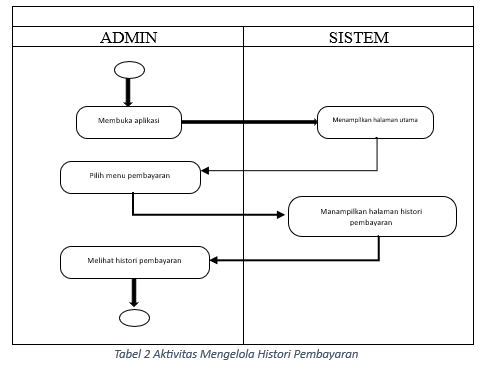 ADMIN
SISTEM
Membuka aplikasi
Menampilkan halaman utama
Pilih menu pembayaran
Manampilkan halaman histori
pembayaran
Melihat histori pembayaran
Tabel 2 Aktivitas Mengelola Histori Pembayaran